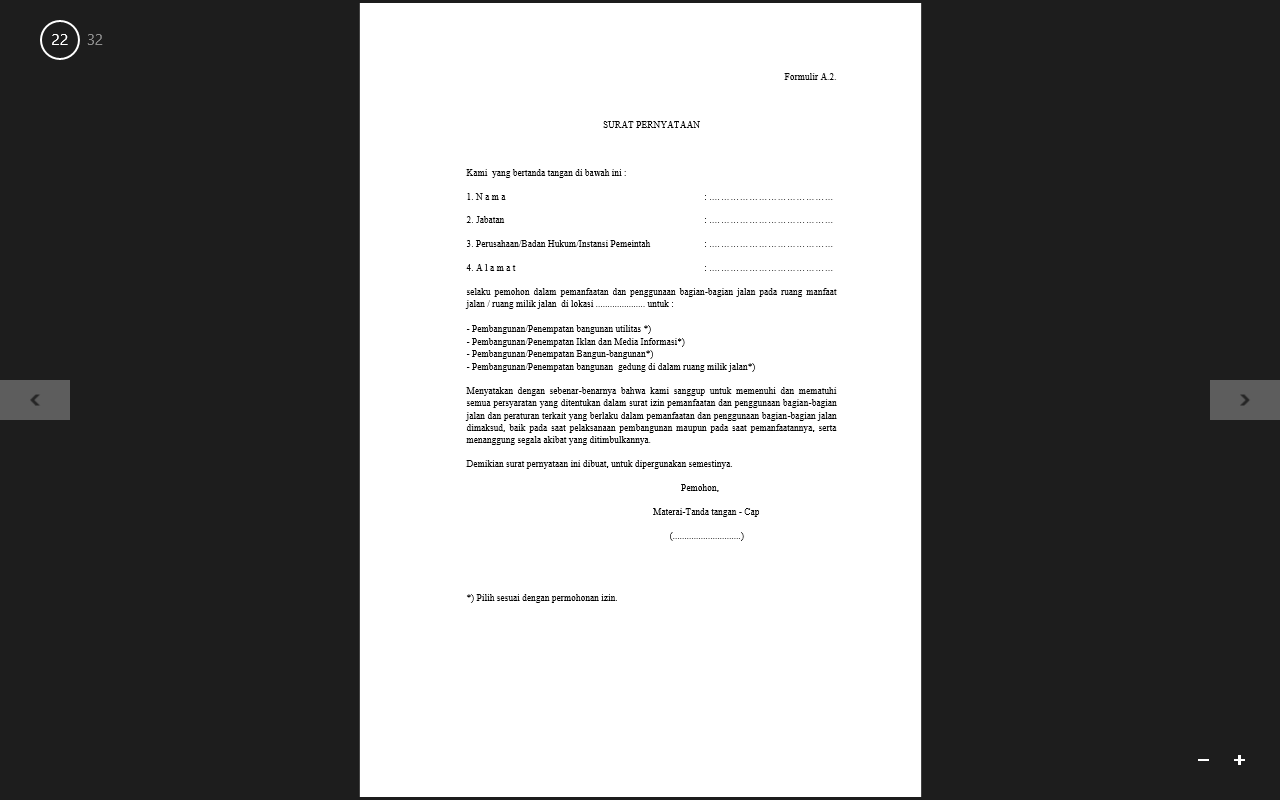 22 32
Formulir A.2.
SURAT PERNYATAAN
Kami  yang bertanda tangan di bawah ini :
1. N a m a : ………………………………….
2. Jabatan : ………………………………….
3. Perusahaan/Badan Hukum/Instansi Pemeintah : ………………………………….
4. A l a m a t : ………………………………….
selaku pemohon dalam pemanfaatan dan penggunaan bagian-bagian jalan pada ruang manfaat
jalan / ruang milik jalan  di lokasi ..................... untuk :
- Pembangunan/Penempatan bangunan utilitas *)
- Pembangunan/Penempatan Iklan dan Media Informasi*)
- Pembangunan/Penempatan Bangun-bangunan*)
- Pembangunan/Penempatan bangunan  gedung di dalam ruang milik jalan*)
Menyatakan dengan sebenar-benarnya bahwa kami sanggup untuk memenuhi dan mematuhi
semua persyaratan yang ditentukan dalam surat izin pemanfaatan dan penggunaan bagian-bagian
jalan dan peraturan terkait yang berlaku dalam pemanfaatan dan penggunaan bagian-bagian jalan
dimaksud, baik pada saat pelaksanaan pembangunan maupun pada saat pemanfaatannya, serta
menanggung segala akibat yang ditimbulkannya.
Demikian surat pernyataan ini dibuat, untuk dipergunakan semestinya.
Pemohon,
Materai-Tanda tangan - Cap
(.............................)
*) Pilih sesuai dengan permohonan izin.